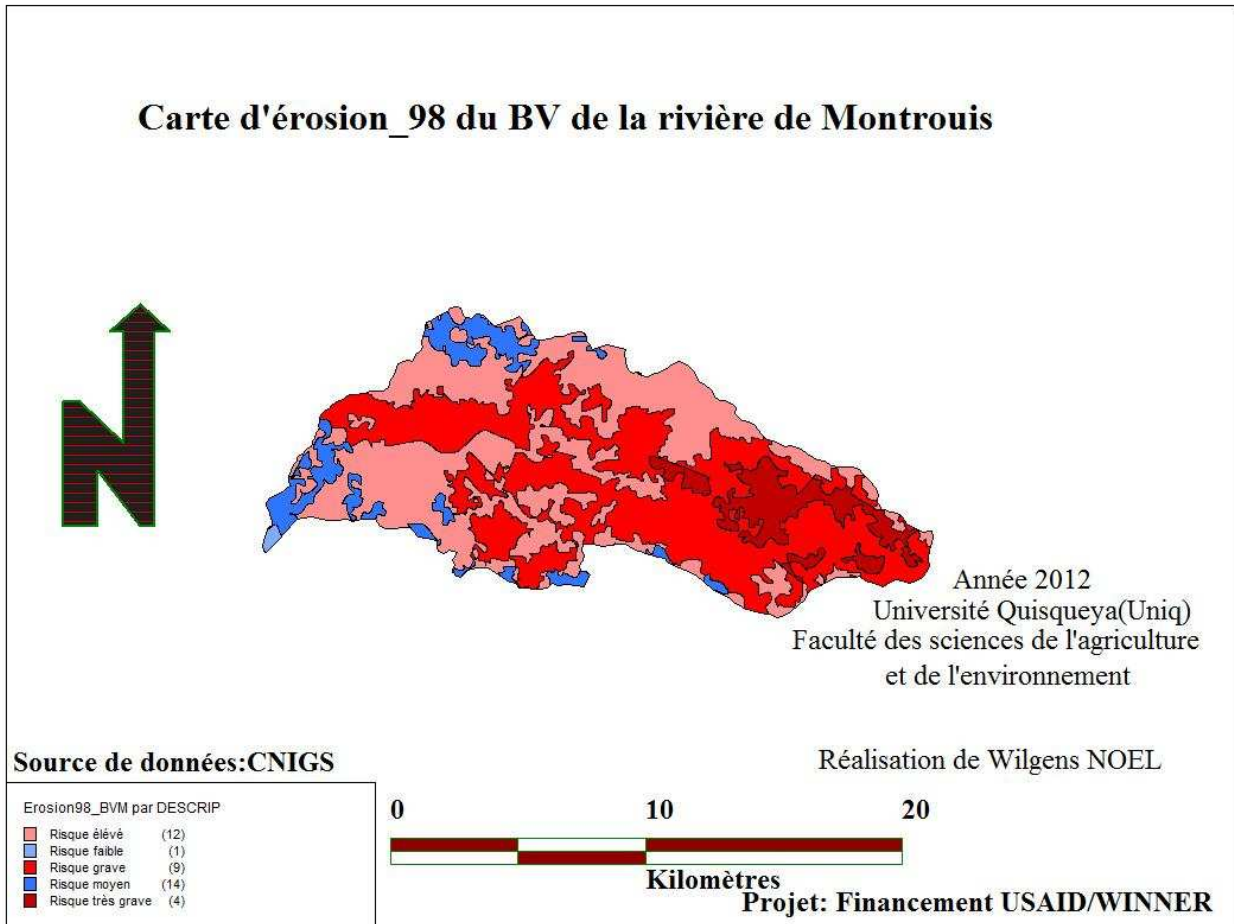 Carte d'érosion_98 du BV de la rivière de Montrouis
N
Année 2012
Université Quisqueya(Uniq)
Faculté des sciences de l'agriculture
et de l'environnement
Source de données:CNIGS
Réalisation de Wilgens NOEL
Erosion98_BVM par DESCRIP
Risque élévé (12)
Risque faible (1)
Risque grave (9)
Risque moyen (14)
Risque très grave (4)
0 10 20
Kilomètres
Projet: Financement USAID/WINNER